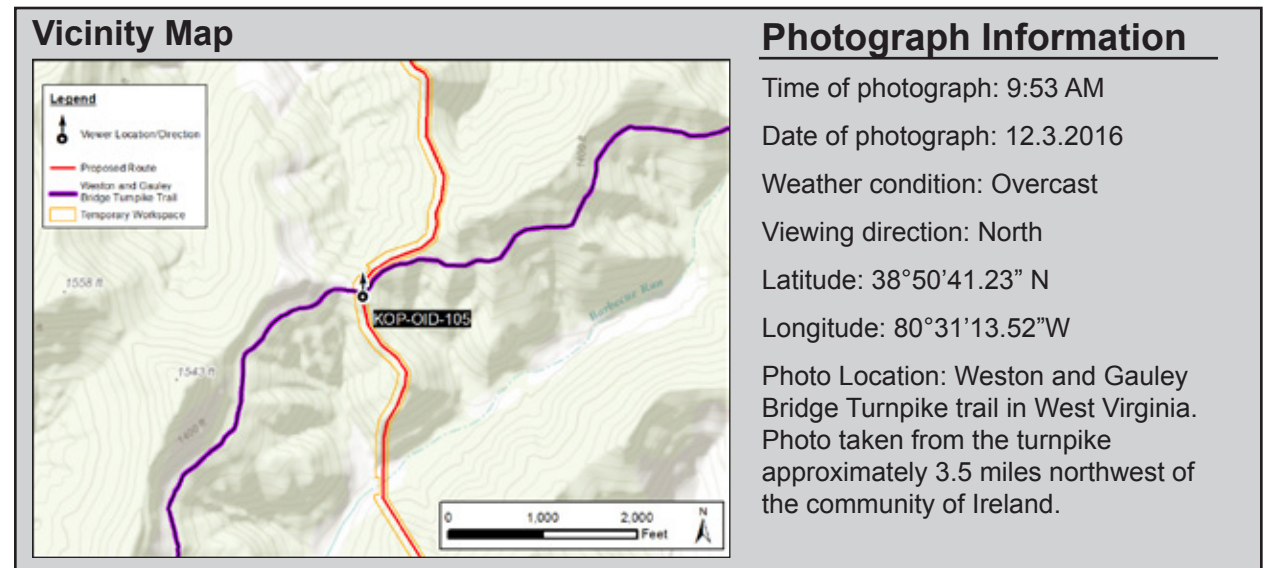 Vicinity Map
Legend
Viewer Location/Direction
Proposed Route
Weston and Gauley
Bridge Turnpike Trail
Temporary Workspace
1400 ft
1558 ft
KOP-OID-105
Barbecue Run
1543 ft
1400 ft
0 1,000 2,000
Feet
N
Photograph Information
Time of photograph: 9:53 AM
Date of photograph: 12.3.2016
Weather condition: Overcast
Viewing direction: North
Latitude: 38°50’41.23” N
Longitude: 80°31’13.52”W
Photo Location: Weston and Gauley
Bridge Turnpike trail in West Virginia.
Photo taken from the turnpike
approximately 3.5 miles northwest of
the community of Ireland.